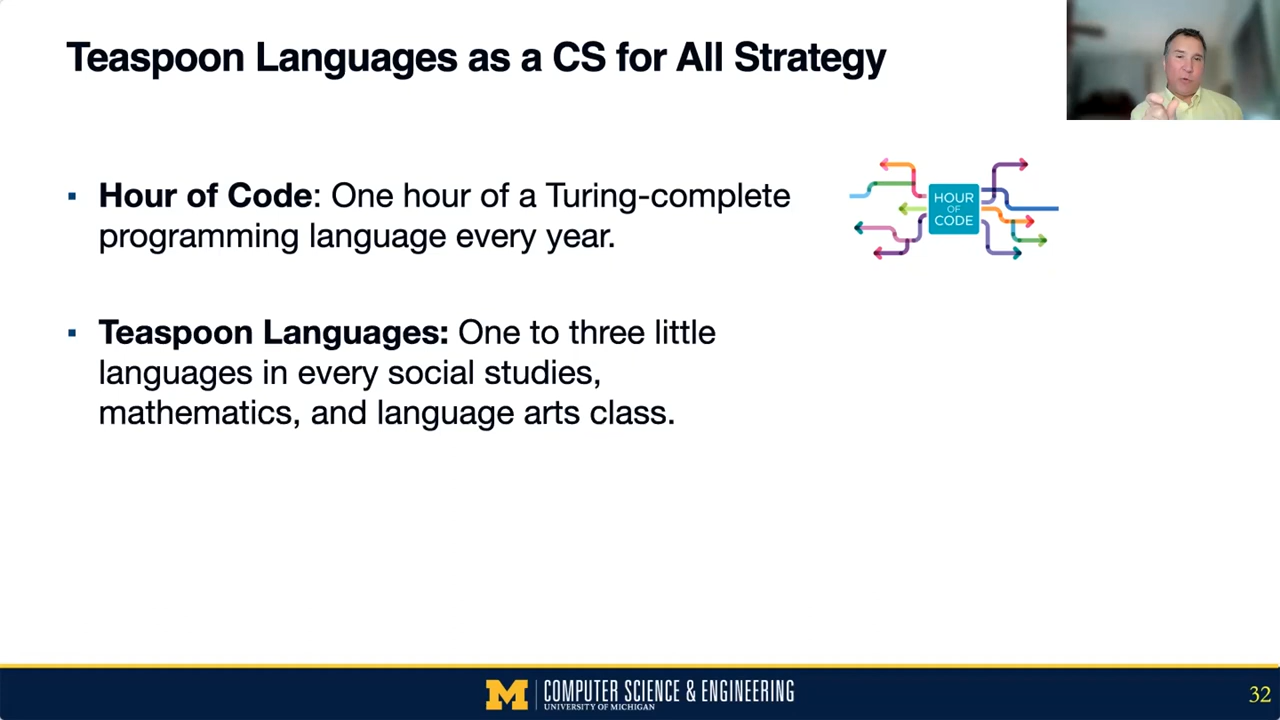 Teaspoon Languages as a CS for All Strategy
▪ Hour of Code: One hour of a Turing-complete
programming language every year.
HOUR
OF
CODE
▪ Teaspoon Languages: One to three little
languages in every social studies,
mathematics, and language arts class.
M COMPUTER SCIENCE & ENGINEERING
UNIVERSITY OF MICHIGAN
32